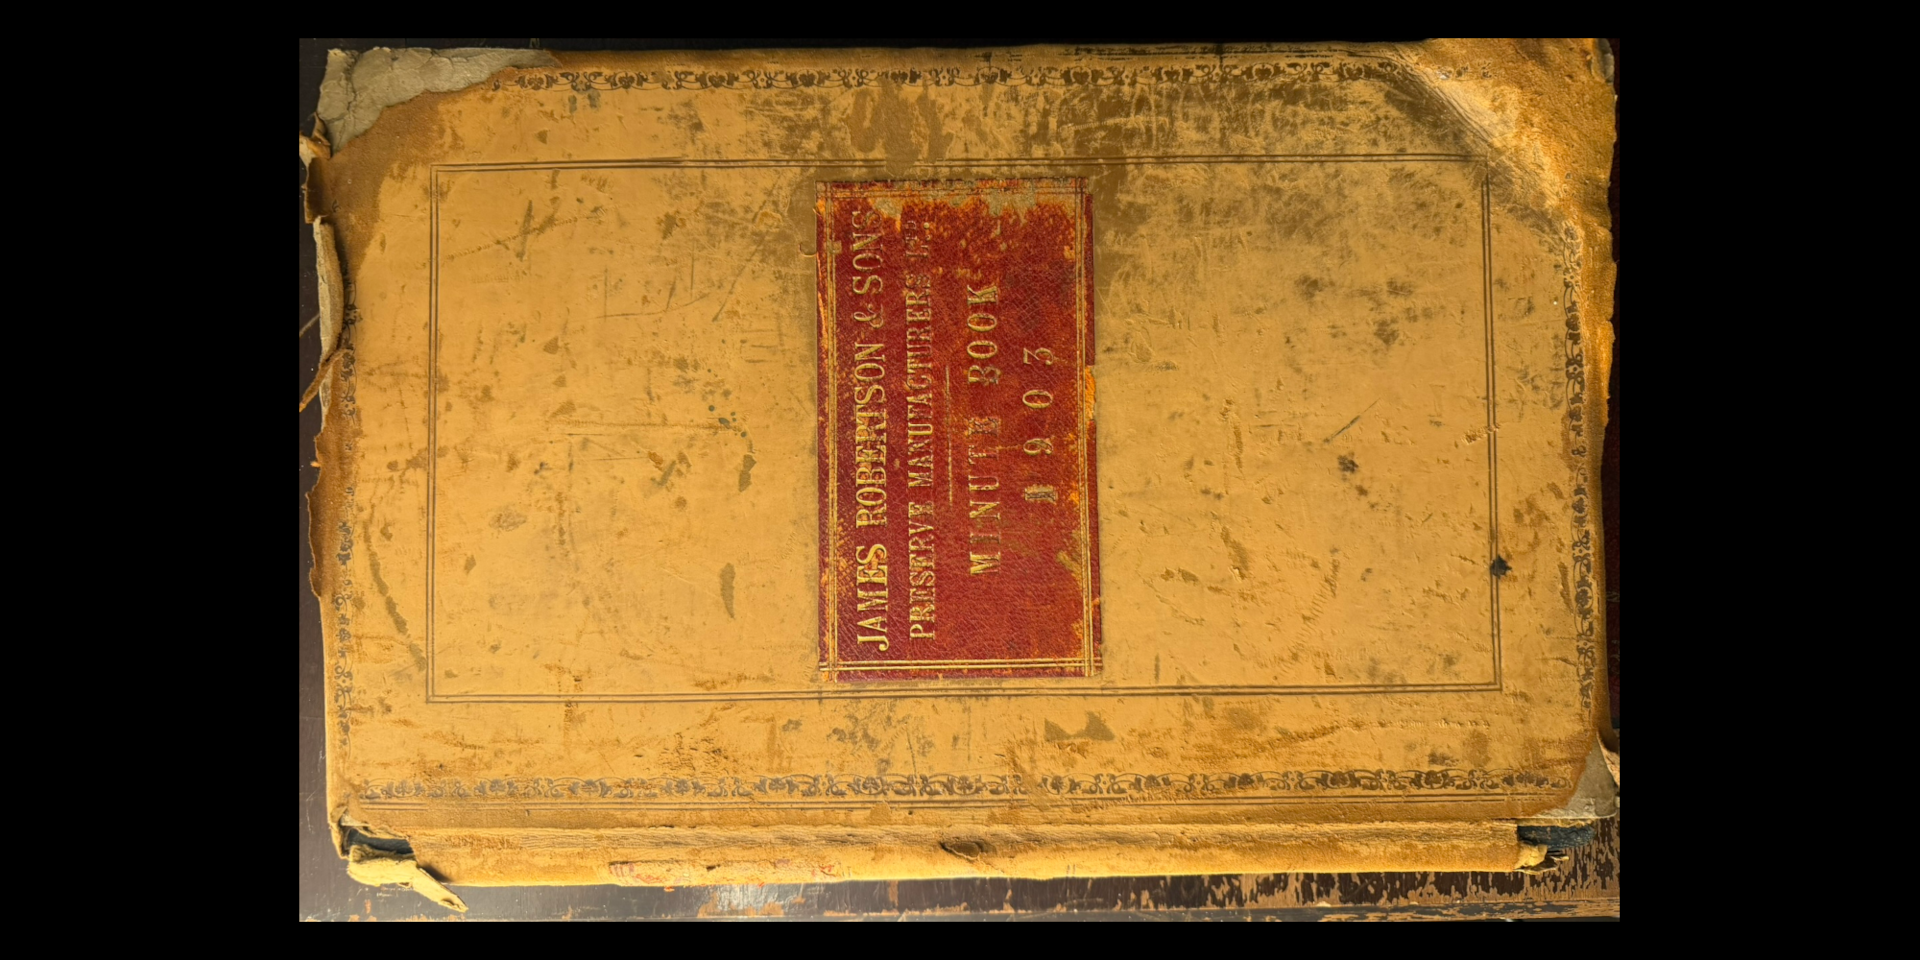 JAMES ROBERTSON & SONS
PRESERVE MANUFACTURERS LTD
MINUTE BOOK
1903